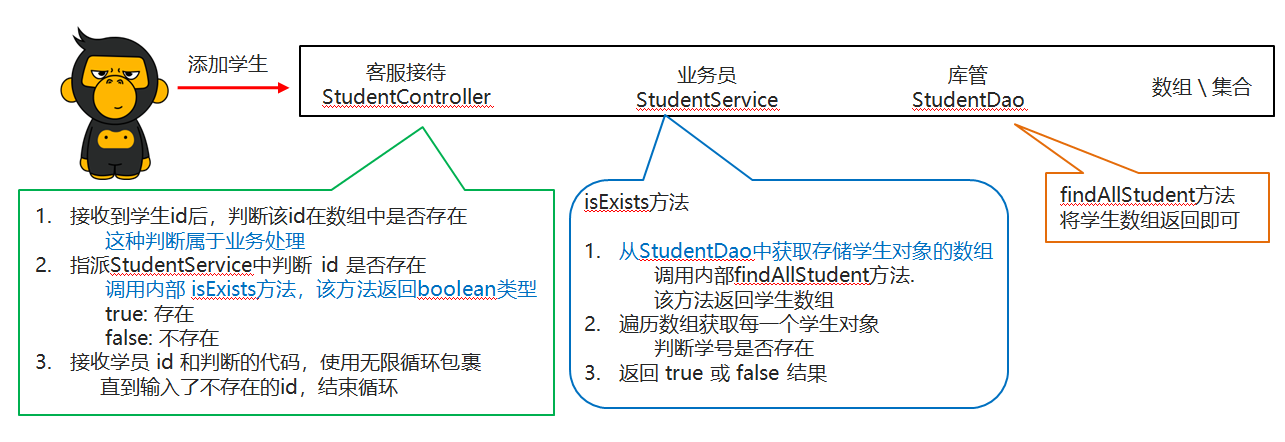 添加学生
客服接待
StudentController
业务员
StudentService
库管
StudentDao
数组 \ 集合
1. 接收到学生id后，判断该id在数组中是否存在
这种判断属于业务处理
2. 指派StudentService中判断 id 是否存在
调用内部 isExists方法，该方法返回boolean类型
true: 存在
false: 不存在
3. 接收学员 id 和判断的代码，使用无限循环包裹
直到输入了不存在的id，结束循环
isExists方法
1. 从StudentDao中获取存储学生对象的数组
调用内部findAllStudent方法.
该方法返回学生数组
2. 遍历数组获取每一个学生对象
判断学号是否存在
3. 返回 true 或 false 结果
findAllStudent方法
将学生数组返回即可